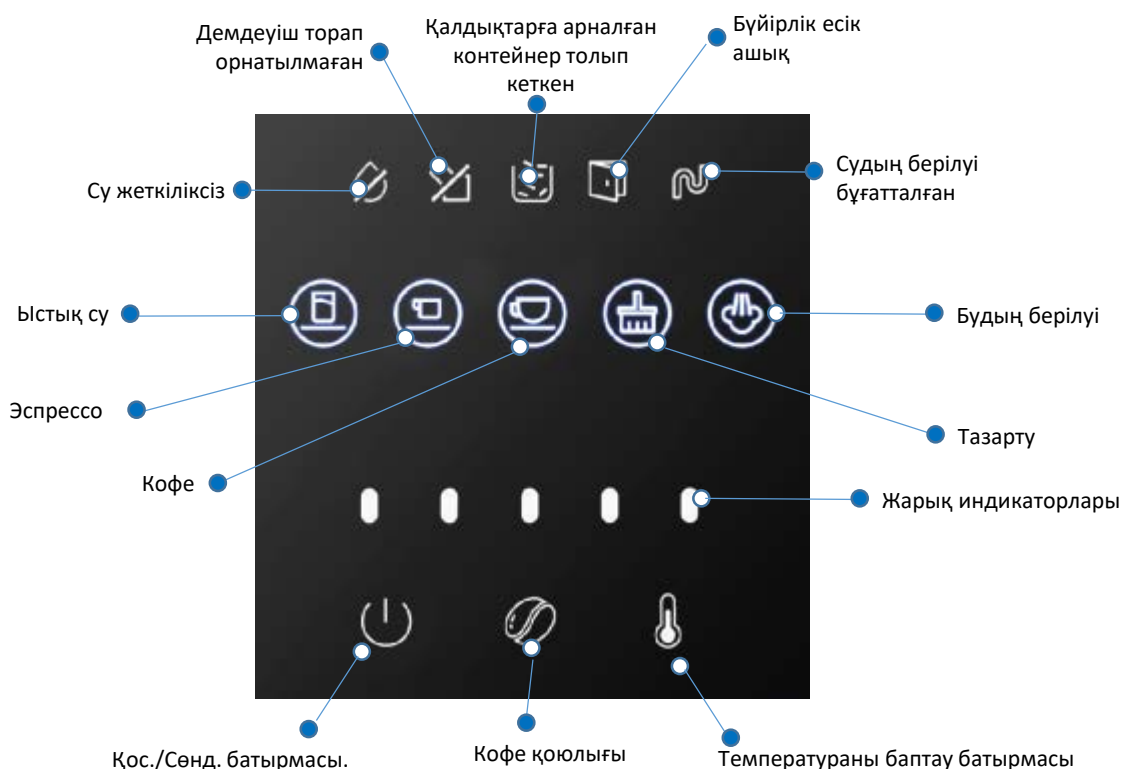 Демдеуіш торап
орнатылмаған
Қалдықтарға арналған
контейнер толып
кеткен
Бүйірлік есік
ашық
Су жеткіліксіз
Судың берілуі
бұғатталған
Ыстық су
Будың берілуі
Эспрессо
Тазарту
Кофе
Жарық индикаторлары
Қос./Сөнд. батырмасы.
Кофе қоюлығы
Температураны баптау батырмасы